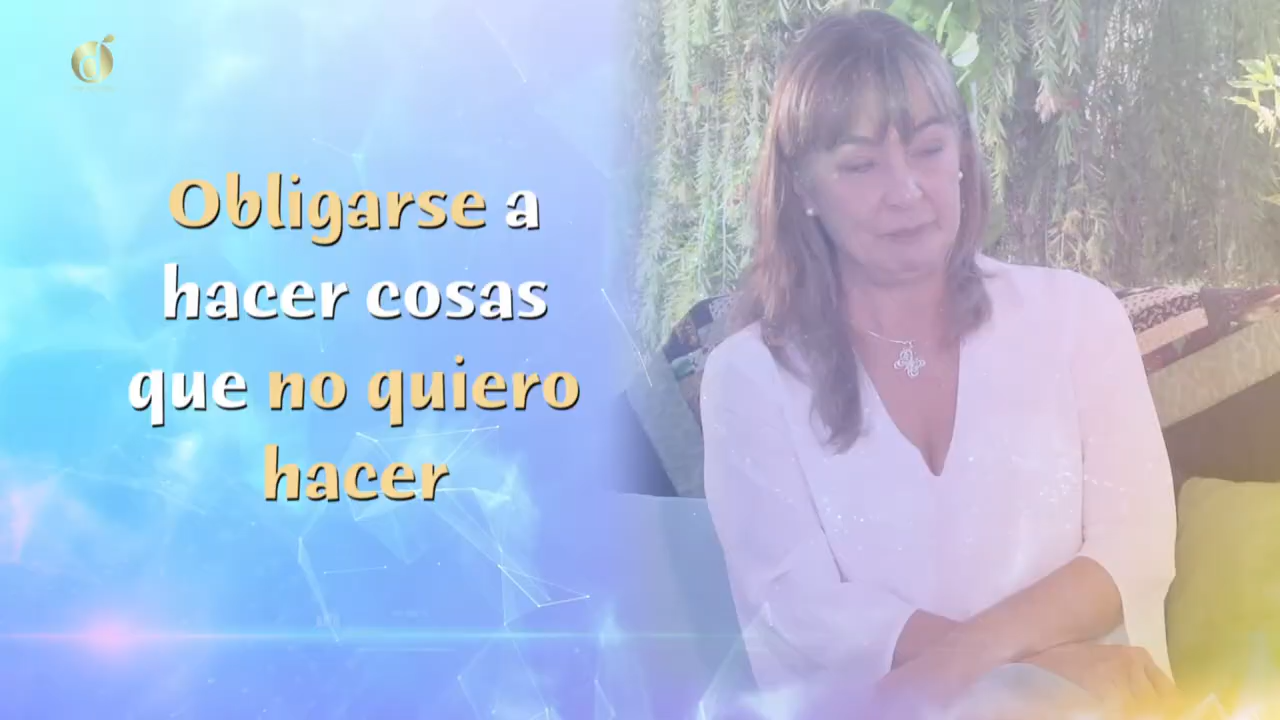 Obligarse a
hacer cosas
que no quiero
hacer